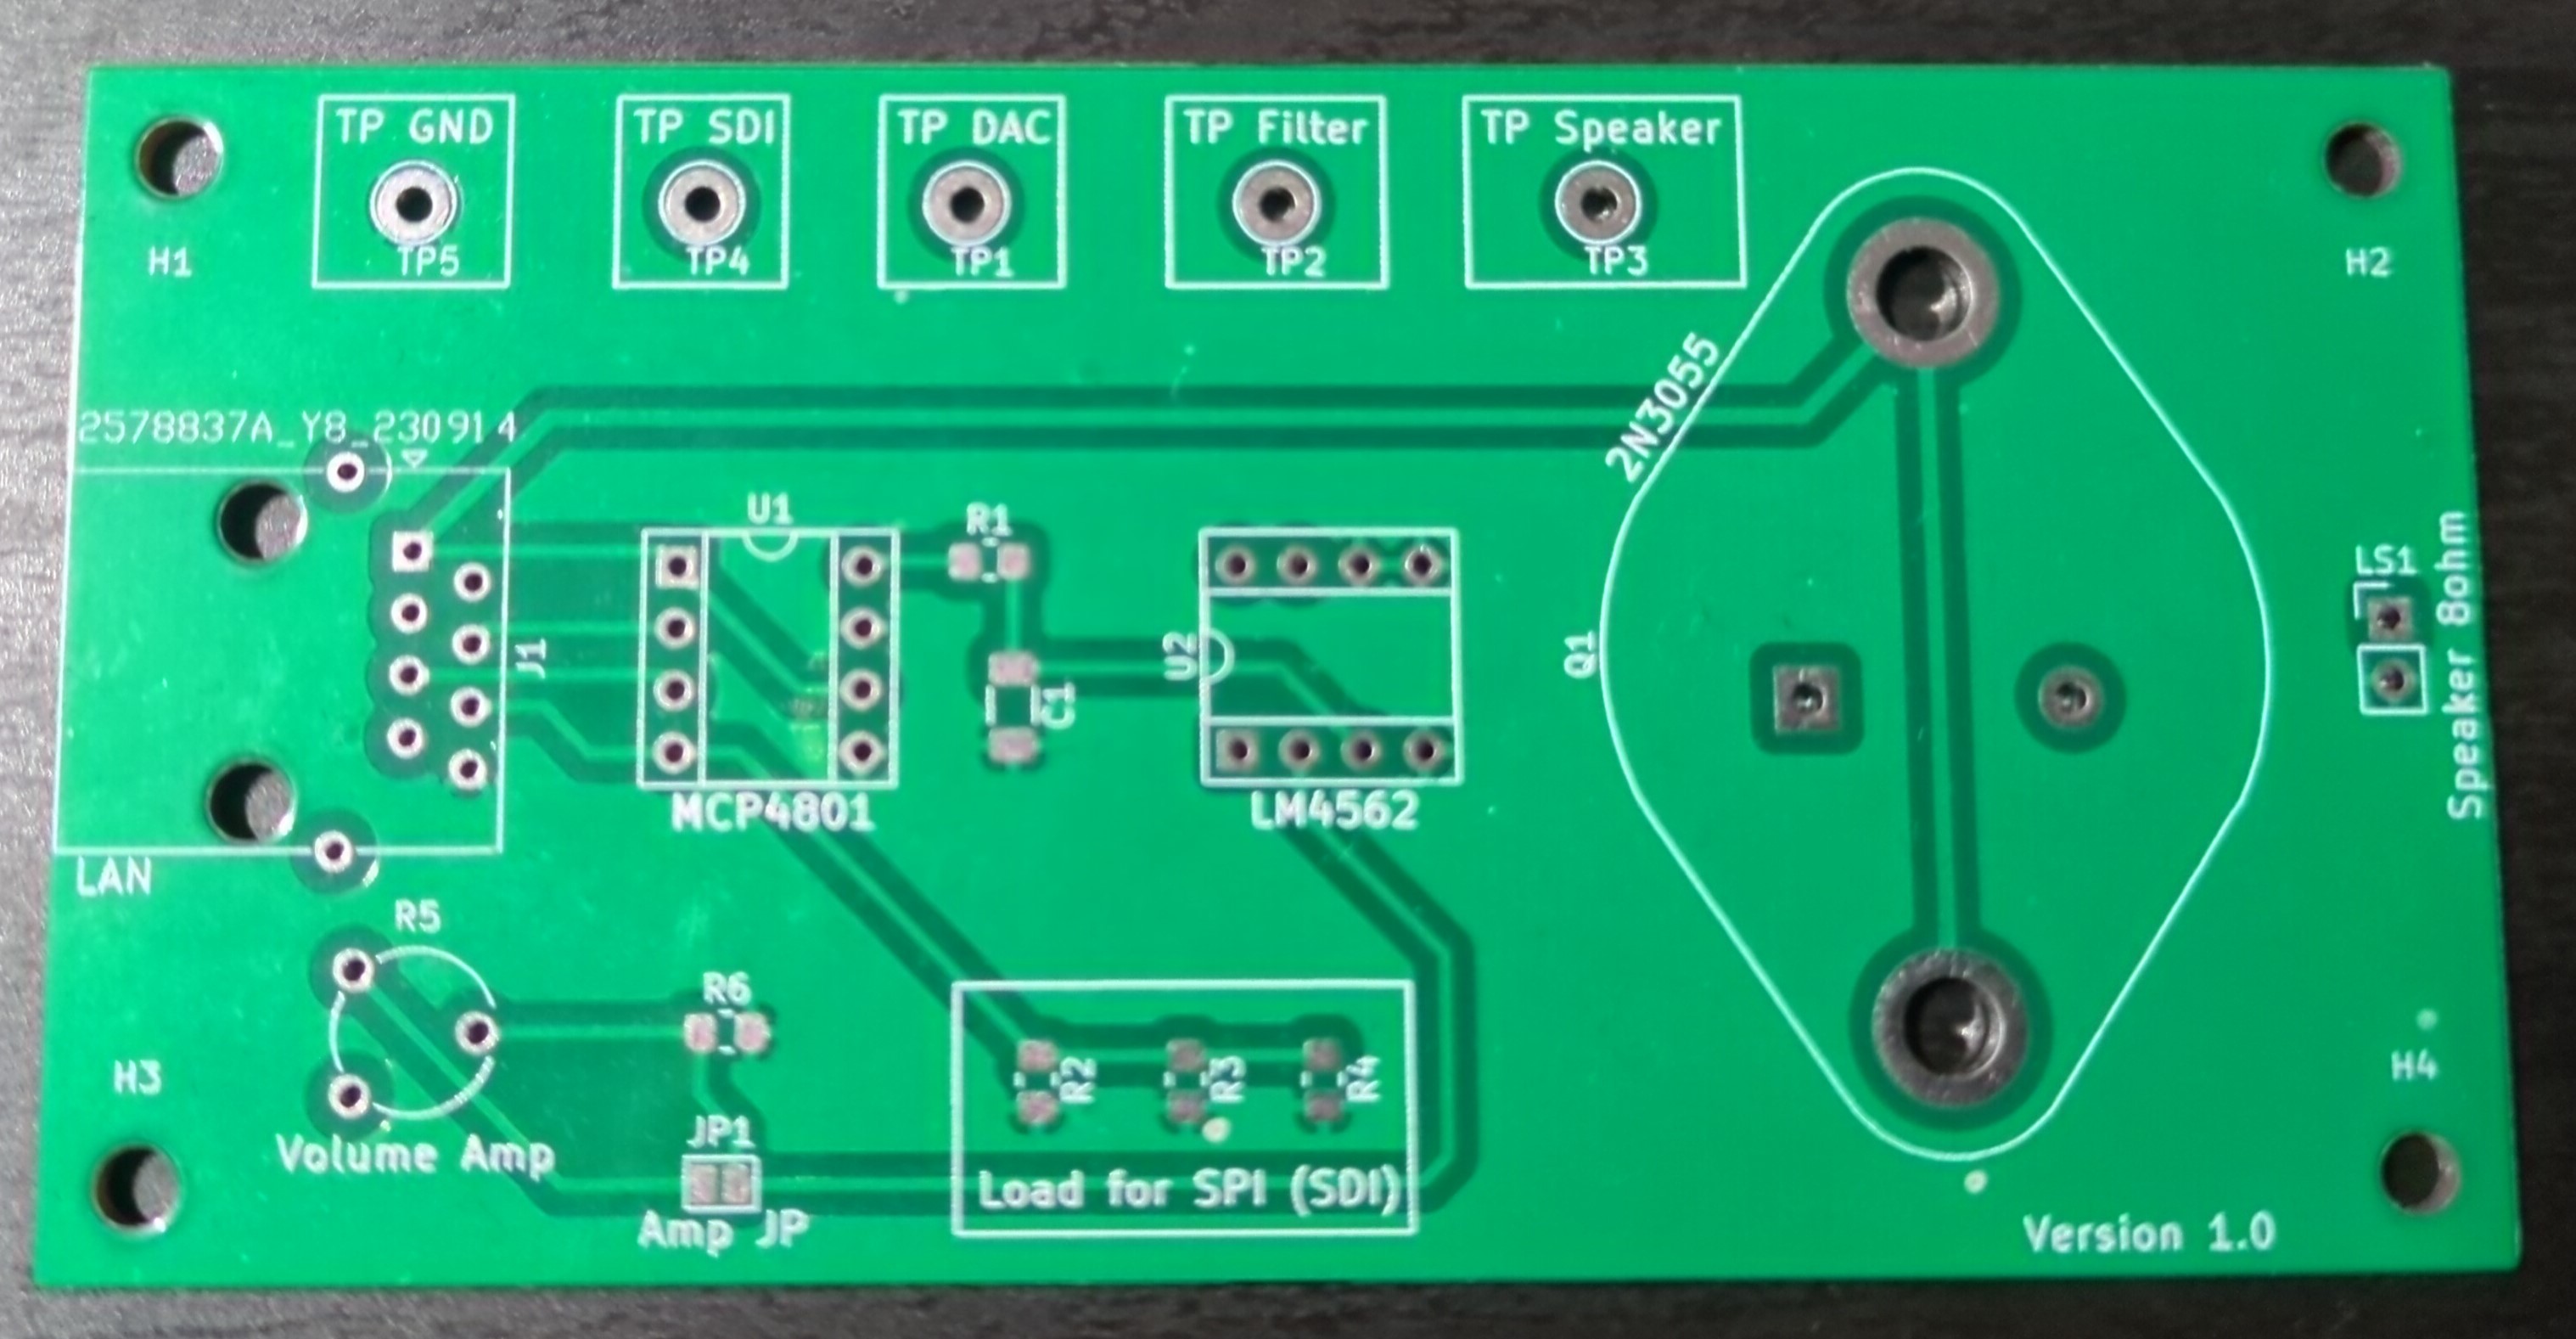 TP GND
TP5
TP SDI
TP4
TP DAC
TP1
TP Filter
TP2
TP Speaker
TP3
H1
H2
2N3055
2578837A_Y8_230914
U1
R1
J1
U2
C1
Q1
LS1
Speaker 8ohm
MCP4801
LM4562
LAN
R5
R6
H3
H4
R2
R3
R4
JP1
Volume Amp
Load for SPI (SDI)
Amp JP
Version 1.0